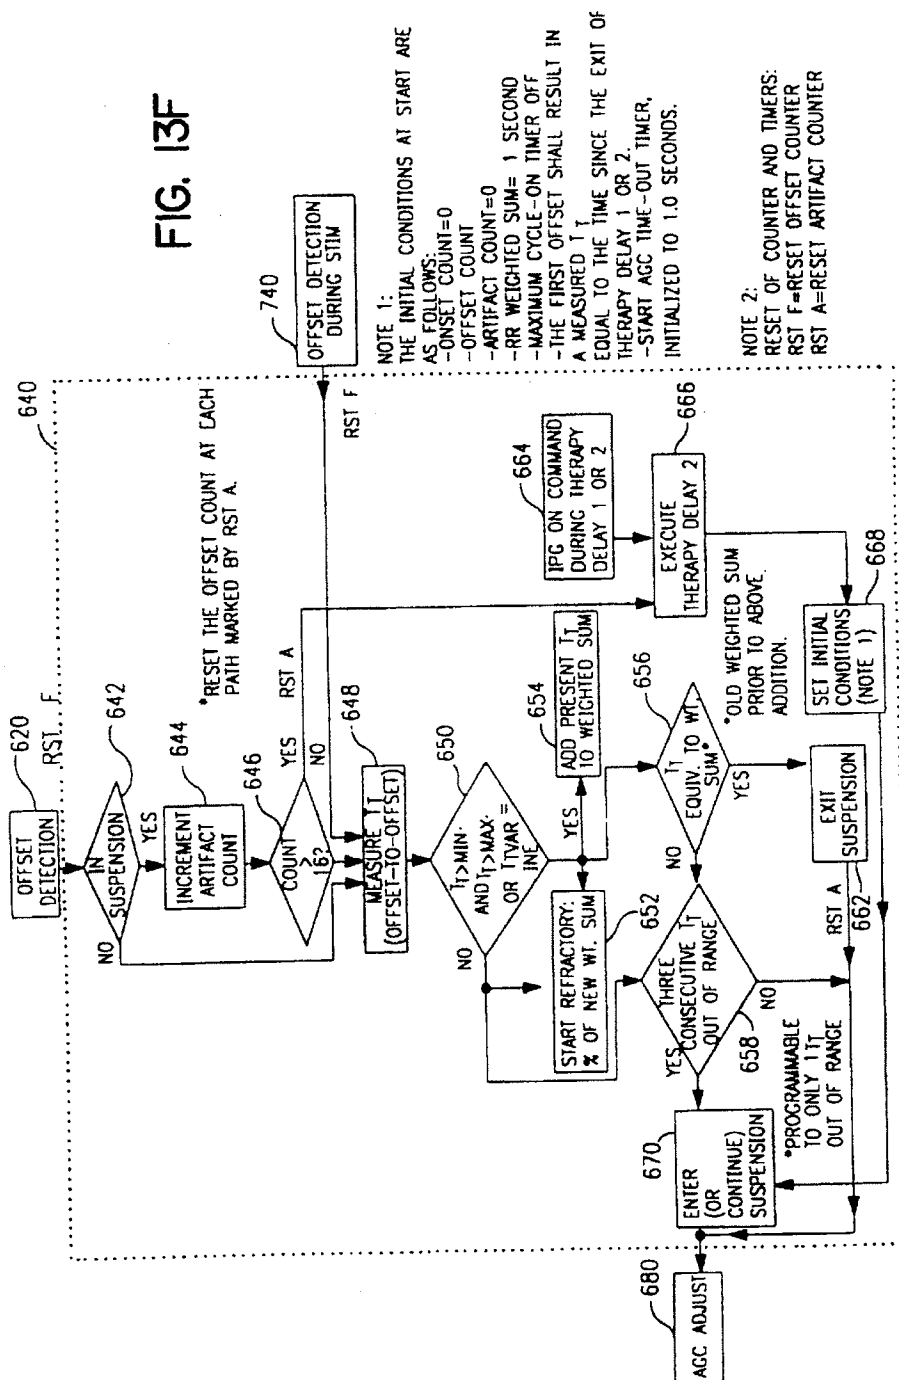 FIG. 13F
620
OFFSET
DETECTION
RST F
640
642
IN
SUSPENSION
NO
YES
644
INCREMENT
ARTIFACT
COUNT
*RESET THE OFFSET COUNT AT EACH
PATH MARKED BY RST A.
646
COUNT
>
16?
YES
RST A
NO
740
OFFSET DETECTION
DURING STIM
RST F
648
MEASURE TT
(OFFSET-TO-OFFSET)
650
TT>MIN.
AND TT>MAX.
OR TTVAR =
INE
NO
YES
652
START REFRACTORY:
% OF NEW WT. SUM
654
ADD PRESENT TT
TO WEIGHTED SUM
656
TT
EQUIV. TO WT.
SUM*
NO
YES
*OLD WEIGHTED SUM
PRIOR TO ABOVE
ADDITION.
664
IPG ON COMMAND
DURING THERAPY
DELAY 1 OR 2
666
EXECUTE
THERAPY DELAY 2
668
SET INITIAL
CONDITIONS
(NOTE 1)
THREE
CONSECUTIVE TT
OUT OF RANGE
658
YES
NO
EXIT
SUSPENSION
662
RST A
*PROGRAMMABLE
TO ONLY 1 TT
OUT OF RANGE
670
ENTER
(OR
CONTINUE)
SUSPENSION
680
AGC ADJUST
NOTE 1:
THE INITIAL CONDITIONS AT START ARE
AS FOLLOWS:
-ONSET COUNT=0
-OFFSET COUNT
-ARTIFACT COUNT=0
-RR WEIGHTED SUM= 1 SECOND
-MAXIMUM CYCLE-ON TIMER OFF
-THE FIRST OFFSET SHALL RESULT IN
A MEASURED TT
EQUAL TO THE TIME SINCE THE EXIT OF
THERAPY DELAY 1 OR 2.
-START AGC TIME-OUT TIMER,
INITIALIZED TO 1.0 SECONDS.
NOTE 2:
RESET OF COUNTER AND TIMERS:
RST F=RESET OFFSET COUNTER
RST A=RESET ARTIFACT COUNTER